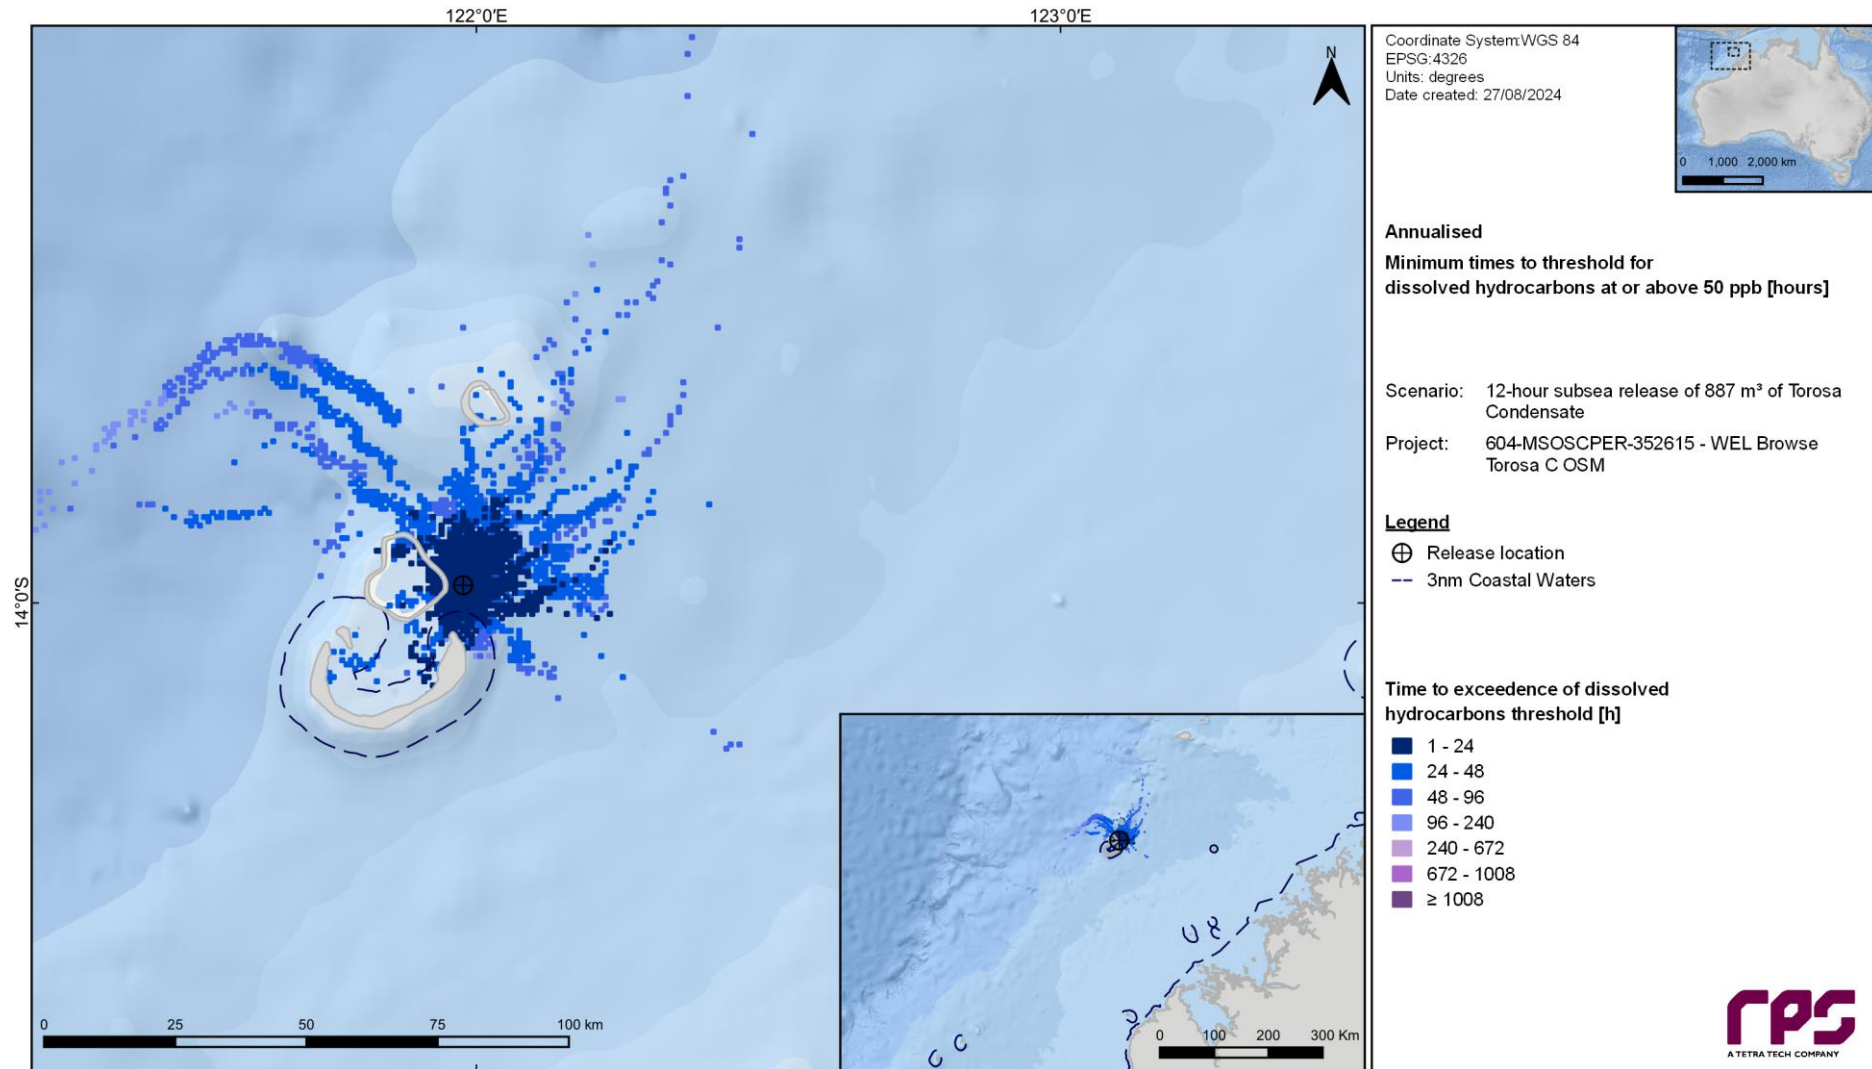 122°0'E
123°0'E
14°0'S
N
0 25 50 75 100 km
0 100 200 300 Km
Coordinate System:WGS 84
EPSG:4326
Units: degrees
Date created: 27/08/2024
0 1,000 2,000 km
Annualised
Minimum times to threshold for
dissolved hydrocarbons at or above 50 ppb [hours]
Scenario: 12-hour subsea release of 887 m³ of Torosa
Condensate
Project: 604-MSOSCPER-352615 - WEL Browse
Torosa C OSM
Legend
Release location
3nm Coastal Waters
Time to exceedence of dissolved
hydrocarbons threshold [h]
1 - 24
24 - 48
48 - 96
96 - 240
240 - 672
672 - 1008
≥ 1008
rps
A TETRA TECH COMPANY